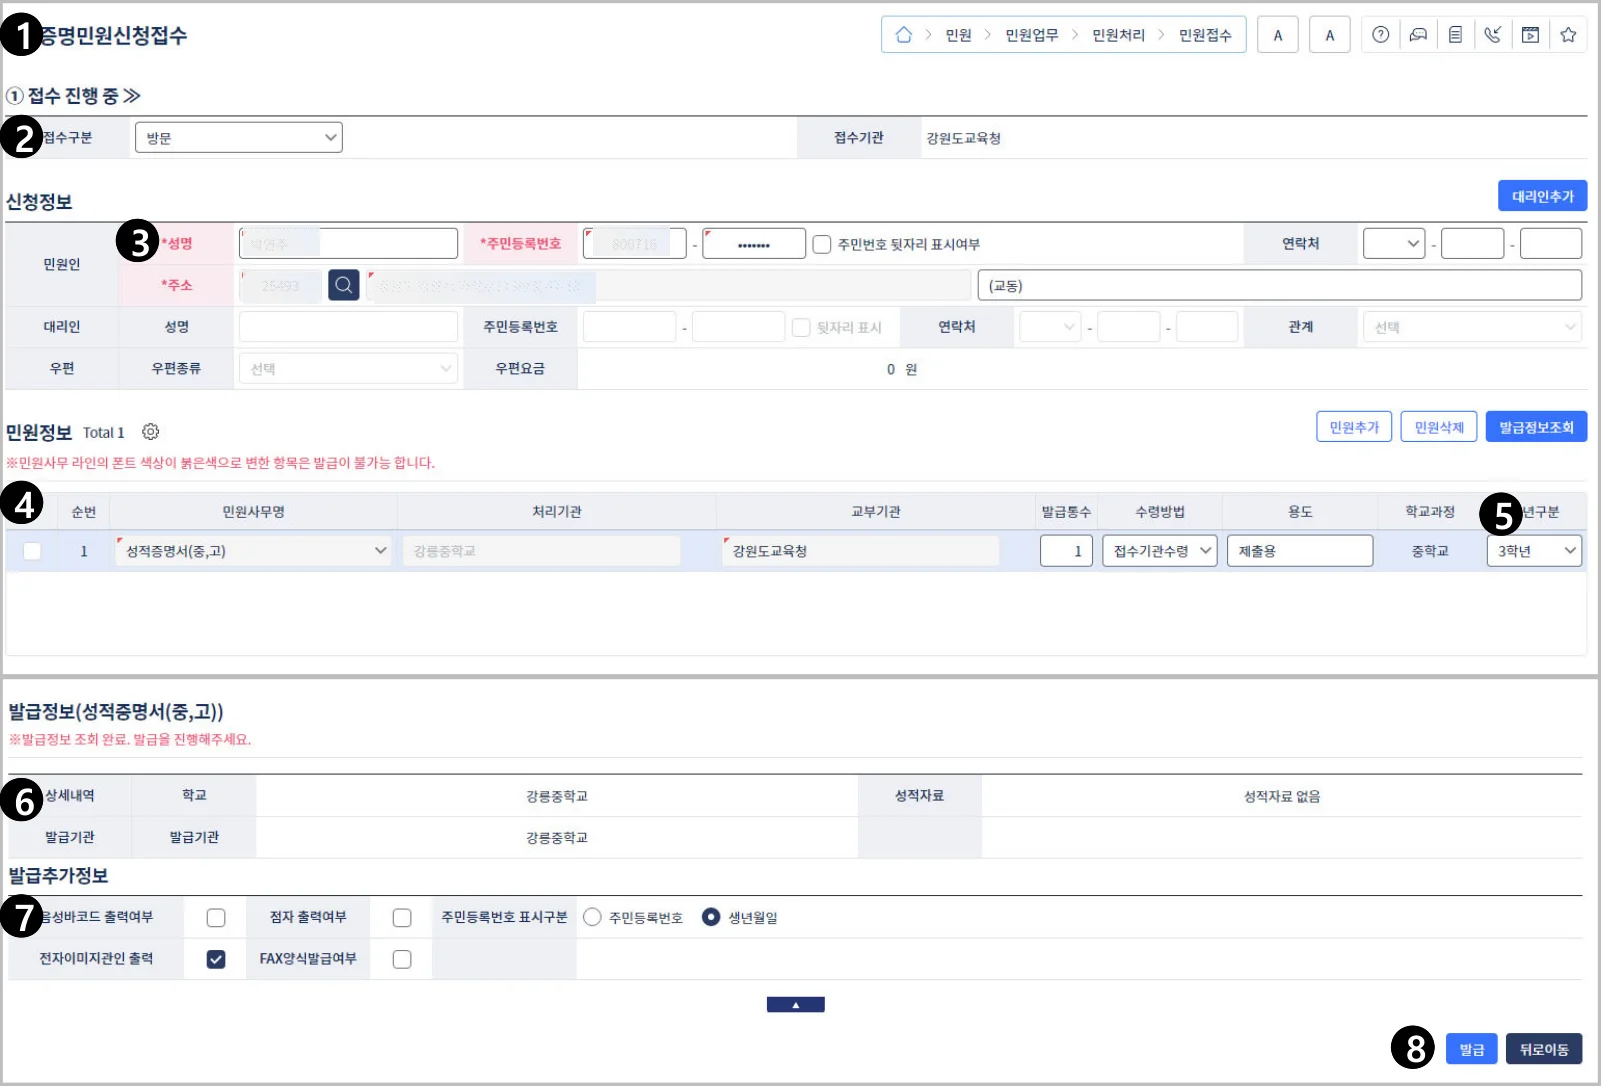 1 증명민원신청접수
민원 > 민원업무 > 민원처리 > 민원접수 A A
① 접수 진행 중 ≫
2 접수구분 방문 접수기관 강원도교육청
신청정보 대리인추가
민원인 3 *성명 *주민등록번호 800716 - ••••••• 주민번호 뒷자리 표시여부 연락처 - -
*주소 25493 (교동)
대리인 성명 주민등록번호 - 뒷자리 표시 연락처 - - 관계 선택
우편 우편종류 선택 우편요금 0 원
민원정보 Total 1 민원추가 민원삭제 발급정보조회
※민원사무 라인의 폰트 색상이 붉은색으로 변한 항목은 발급이 불가능 합니다.
4 순번 민원사무명 처리기관 교부기관 발급통수 수령방법 용도 학교과정 5 년구분
1 성적증명서(중,고) 강릉중학교 강원도교육청 1 접수기관수령 제출용 중학교 3학년
발급정보(성적증명서(중,고))
※발급정보 조회 완료. 발급을 진행해주세요.
6 상세내역 학교 강릉중학교 성적자료 성적자료 없음
발급기관 발급기관 강릉중학교
발급추가정보
7 음성바코드 출력여부 점자 출력여부 주민등록번호 표시구분 주민등록번호 생년월일
전자이미지관인 출력 FAX양식발급여부
▲
8 발급 뒤로이동